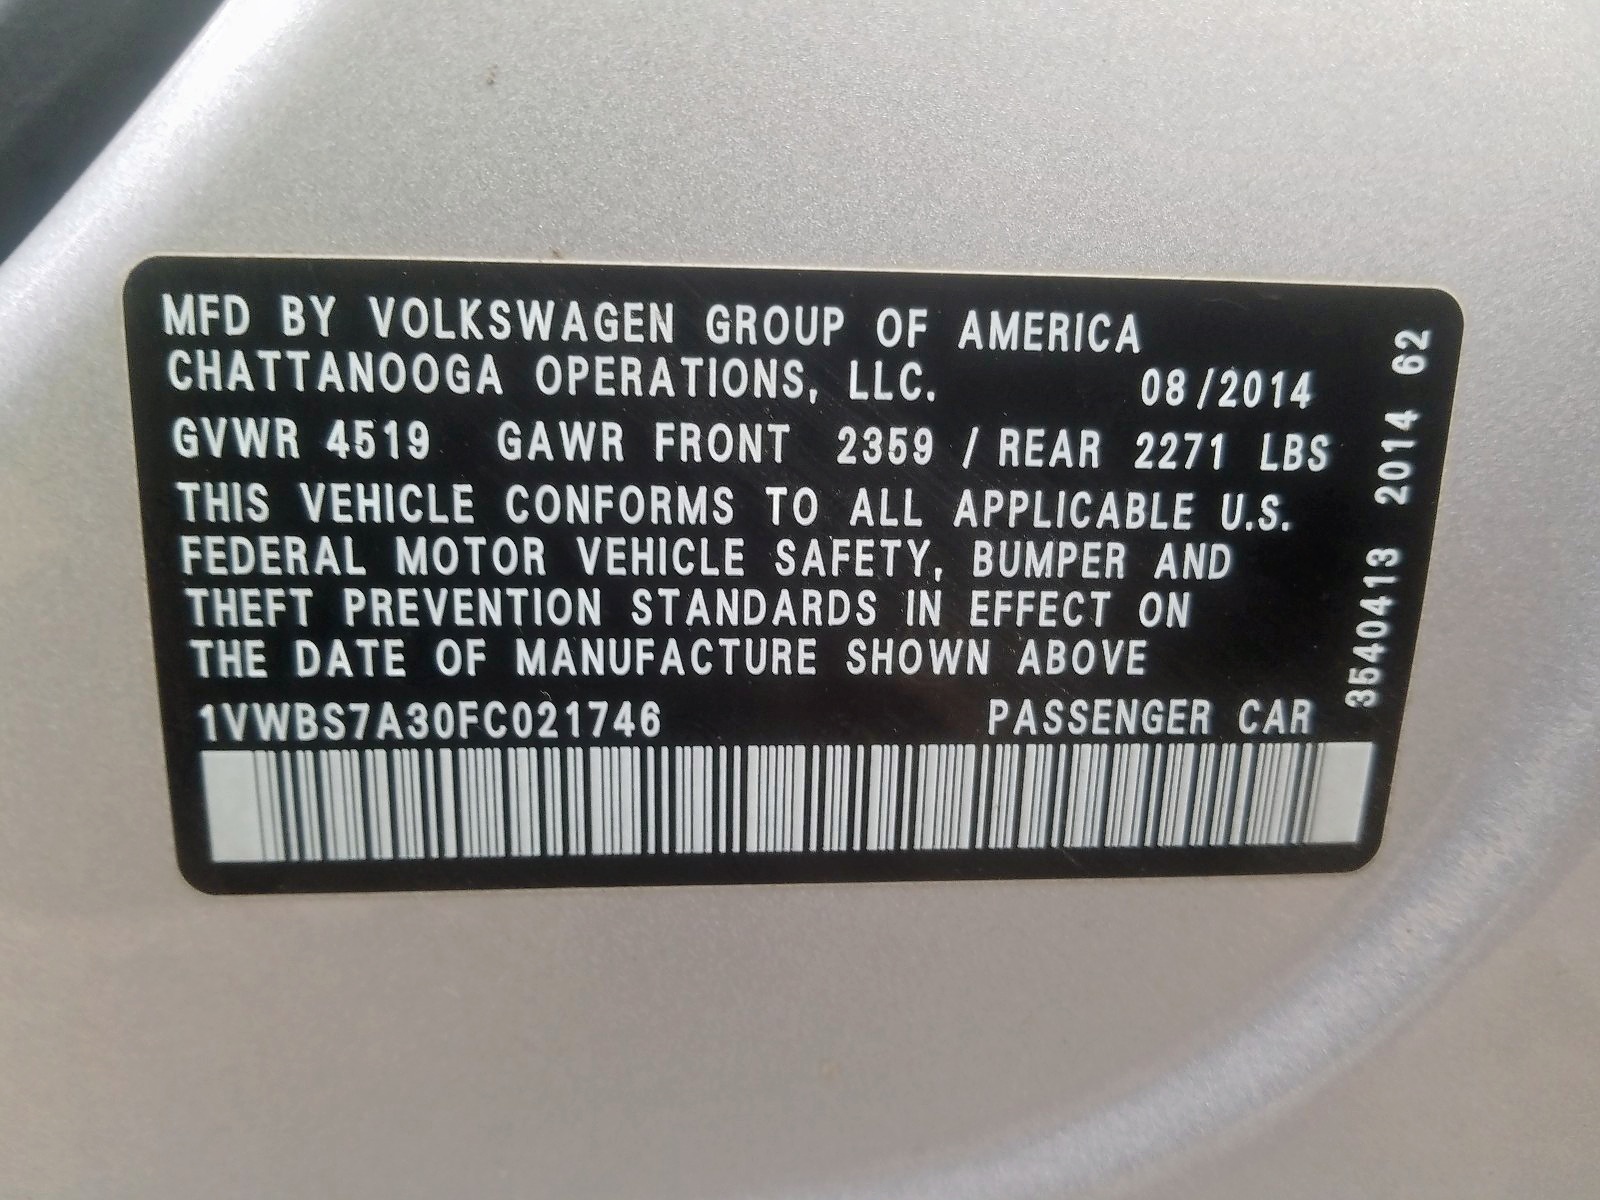 MFD BY VOLKSWAGEN GROUP OF AMERICA
CHATTANOOGA OPERATIONS, LLC. 08/2014
GVWR 4519 GAWR FRONT 2359 / REAR 2271 LBS
THIS VEHICLE CONFORMS TO ALL APPLICABLE U.S.
FEDERAL MOTOR VEHICLE SAFETY, BUMPER AND
THEFT PREVENTION STANDARDS IN EFFECT ON
THE DATE OF MANUFACTURE SHOWN ABOVE
1VWBS7A30FC021746 PASSENGER CAR
3540413 2014 62